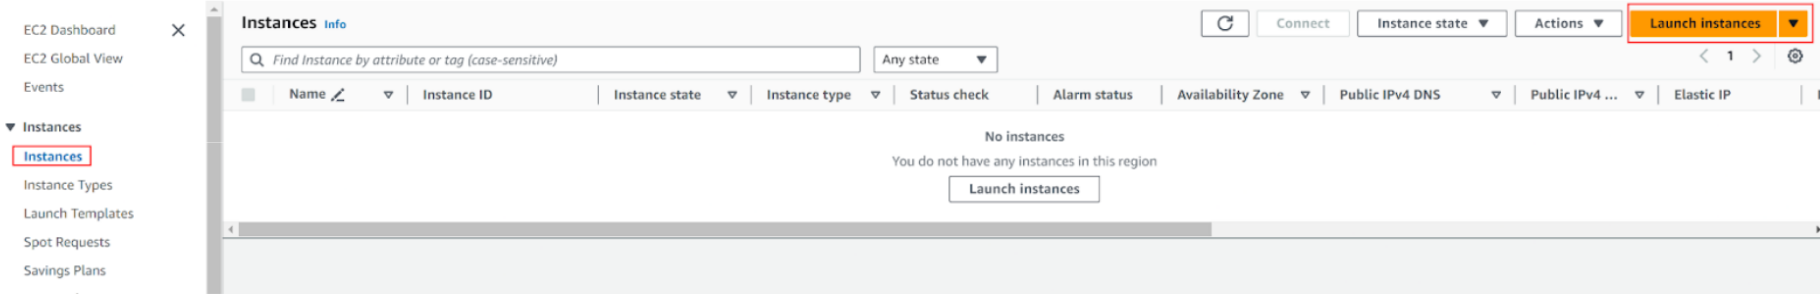 EC2 Dashboard
EC2 Global View
Events
Instances
Instances
Instance Types
Launch Templates
Spot Requests
Savings Plans
Instances Info
Connect
Instance state
Actions
Launch instances
Find Instance by attribute or tag (case-sensitive)
Any state
1
Name
Instance ID
Instance state
Instance type
Status check
Alarm status
Availability Zone
Public IPv4 DNS
Public IPv4 ...
Elastic IP
No instances
You do not have any instances in this region
Launch instances